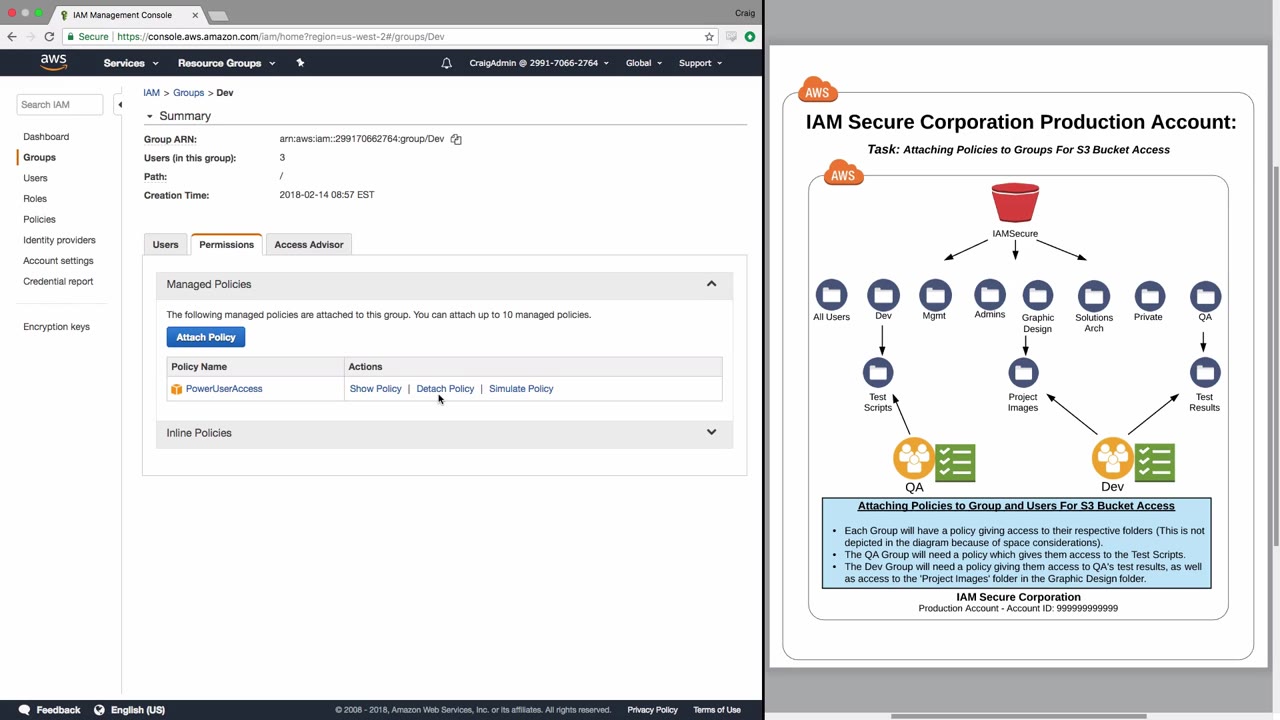 IAM Management Console
Craig
Secure | https://console.aws.amazon.com/iam/home?region=us-west-2#/groups/Dev
aws
Services
Resource Groups
CraigAdmin @ 2991-7066-2764
Global
Support
Search IAM
Dashboard
Groups
Users
Roles
Policies
Identity providers
Account settings
Credential report
Encryption keys
IAM > Groups > Dev
Summary
Group ARN: arn:aws:iam::299170662764:group/Dev
Users (in this group): 3
Path: /
Creation Time: 2018-02-14 08:57 EST
Users
Permissions
Access Advisor
Managed Policies
The following managed policies are attached to this group. You can attach up to 10 managed policies.
Attach Policy
Policy Name Actions
PowerUserAccess Show Policy | Detach Policy | Simulate Policy
Inline Policies
Feedback
English (US)
© 2008 - 2018, Amazon Web Services, Inc. or its affiliates. All rights reserved.
Privacy Policy
Terms of Use
AWS
IAM Secure Corporation Production Account:
Task: Attaching Policies to Groups For S3 Bucket Access
AWS
IAMSecure
All Users
Dev
Mgmt
Admins
Graphic
Design
Solutions
Arch
Private
QA
Test
Scripts
Project
Images
Test
Results
QA
Dev
Attaching Policies to Group and Users For S3 Bucket Access
• Each Group will have a policy giving access to their respective folders (This is not
depicted in the diagram because of space considerations).
• The QA Group will need a policy which gives them access to the Test Scripts.
• The Dev Group will need a policy giving them access to QA's test results, as well
as access to the 'Project Images' folder in the Graphic Design folder.
IAM Secure Corporation
Production Account - Account ID: 999999999999